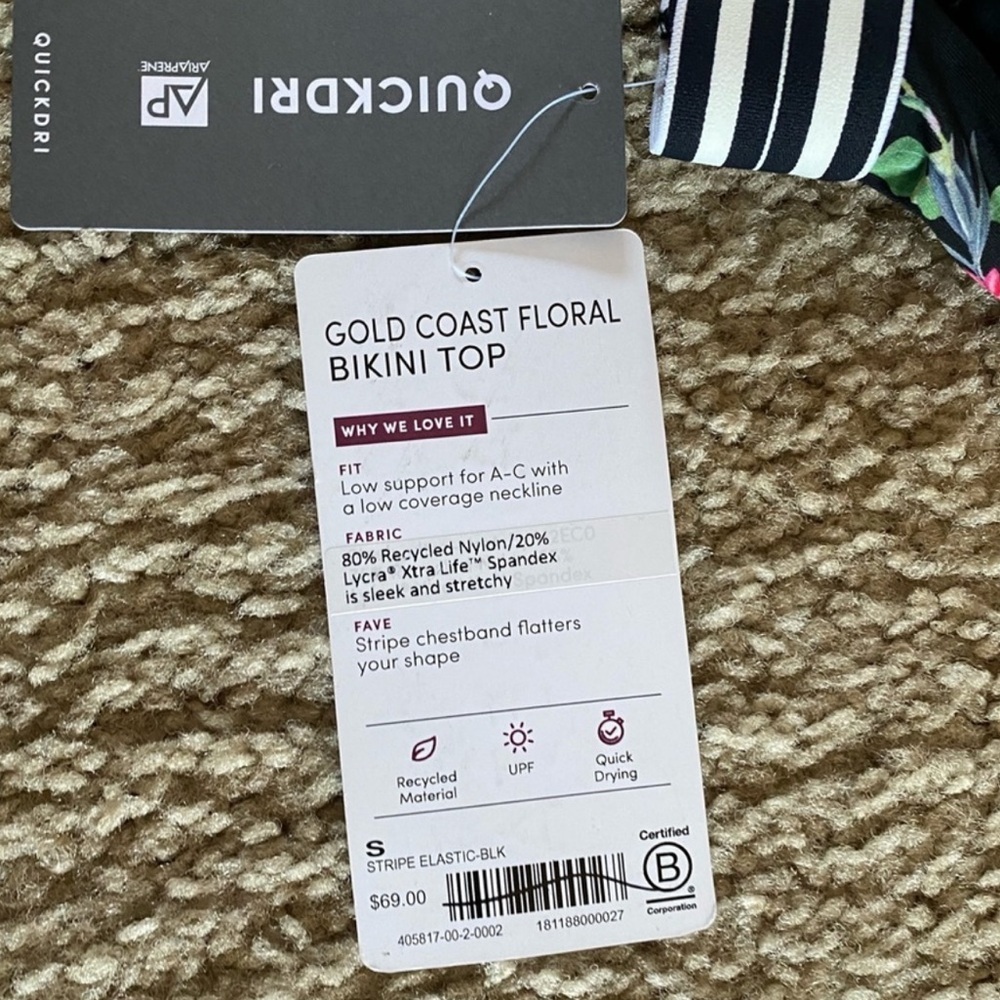 QUICKDRI
QUICKDRI
AP
ARIAPRENE
GOLD COAST FLORAL
BIKINI TOP
WHY WE LOVE IT
FIT
Low support for A-C with
a low coverage neckline
FABRIC
80% Recycled Nylon/20%
Lycra® Xtra Life™ Spandex
is sleek and stretchy
FAVE
Stripe chestband flatters
your shape
Recycled
Material
UPF
Quick
Drying
S
STRIPE ELASTIC-BLK
$69.00
405817-00-2-0002
181188000027
Certified
B
®
Corporation